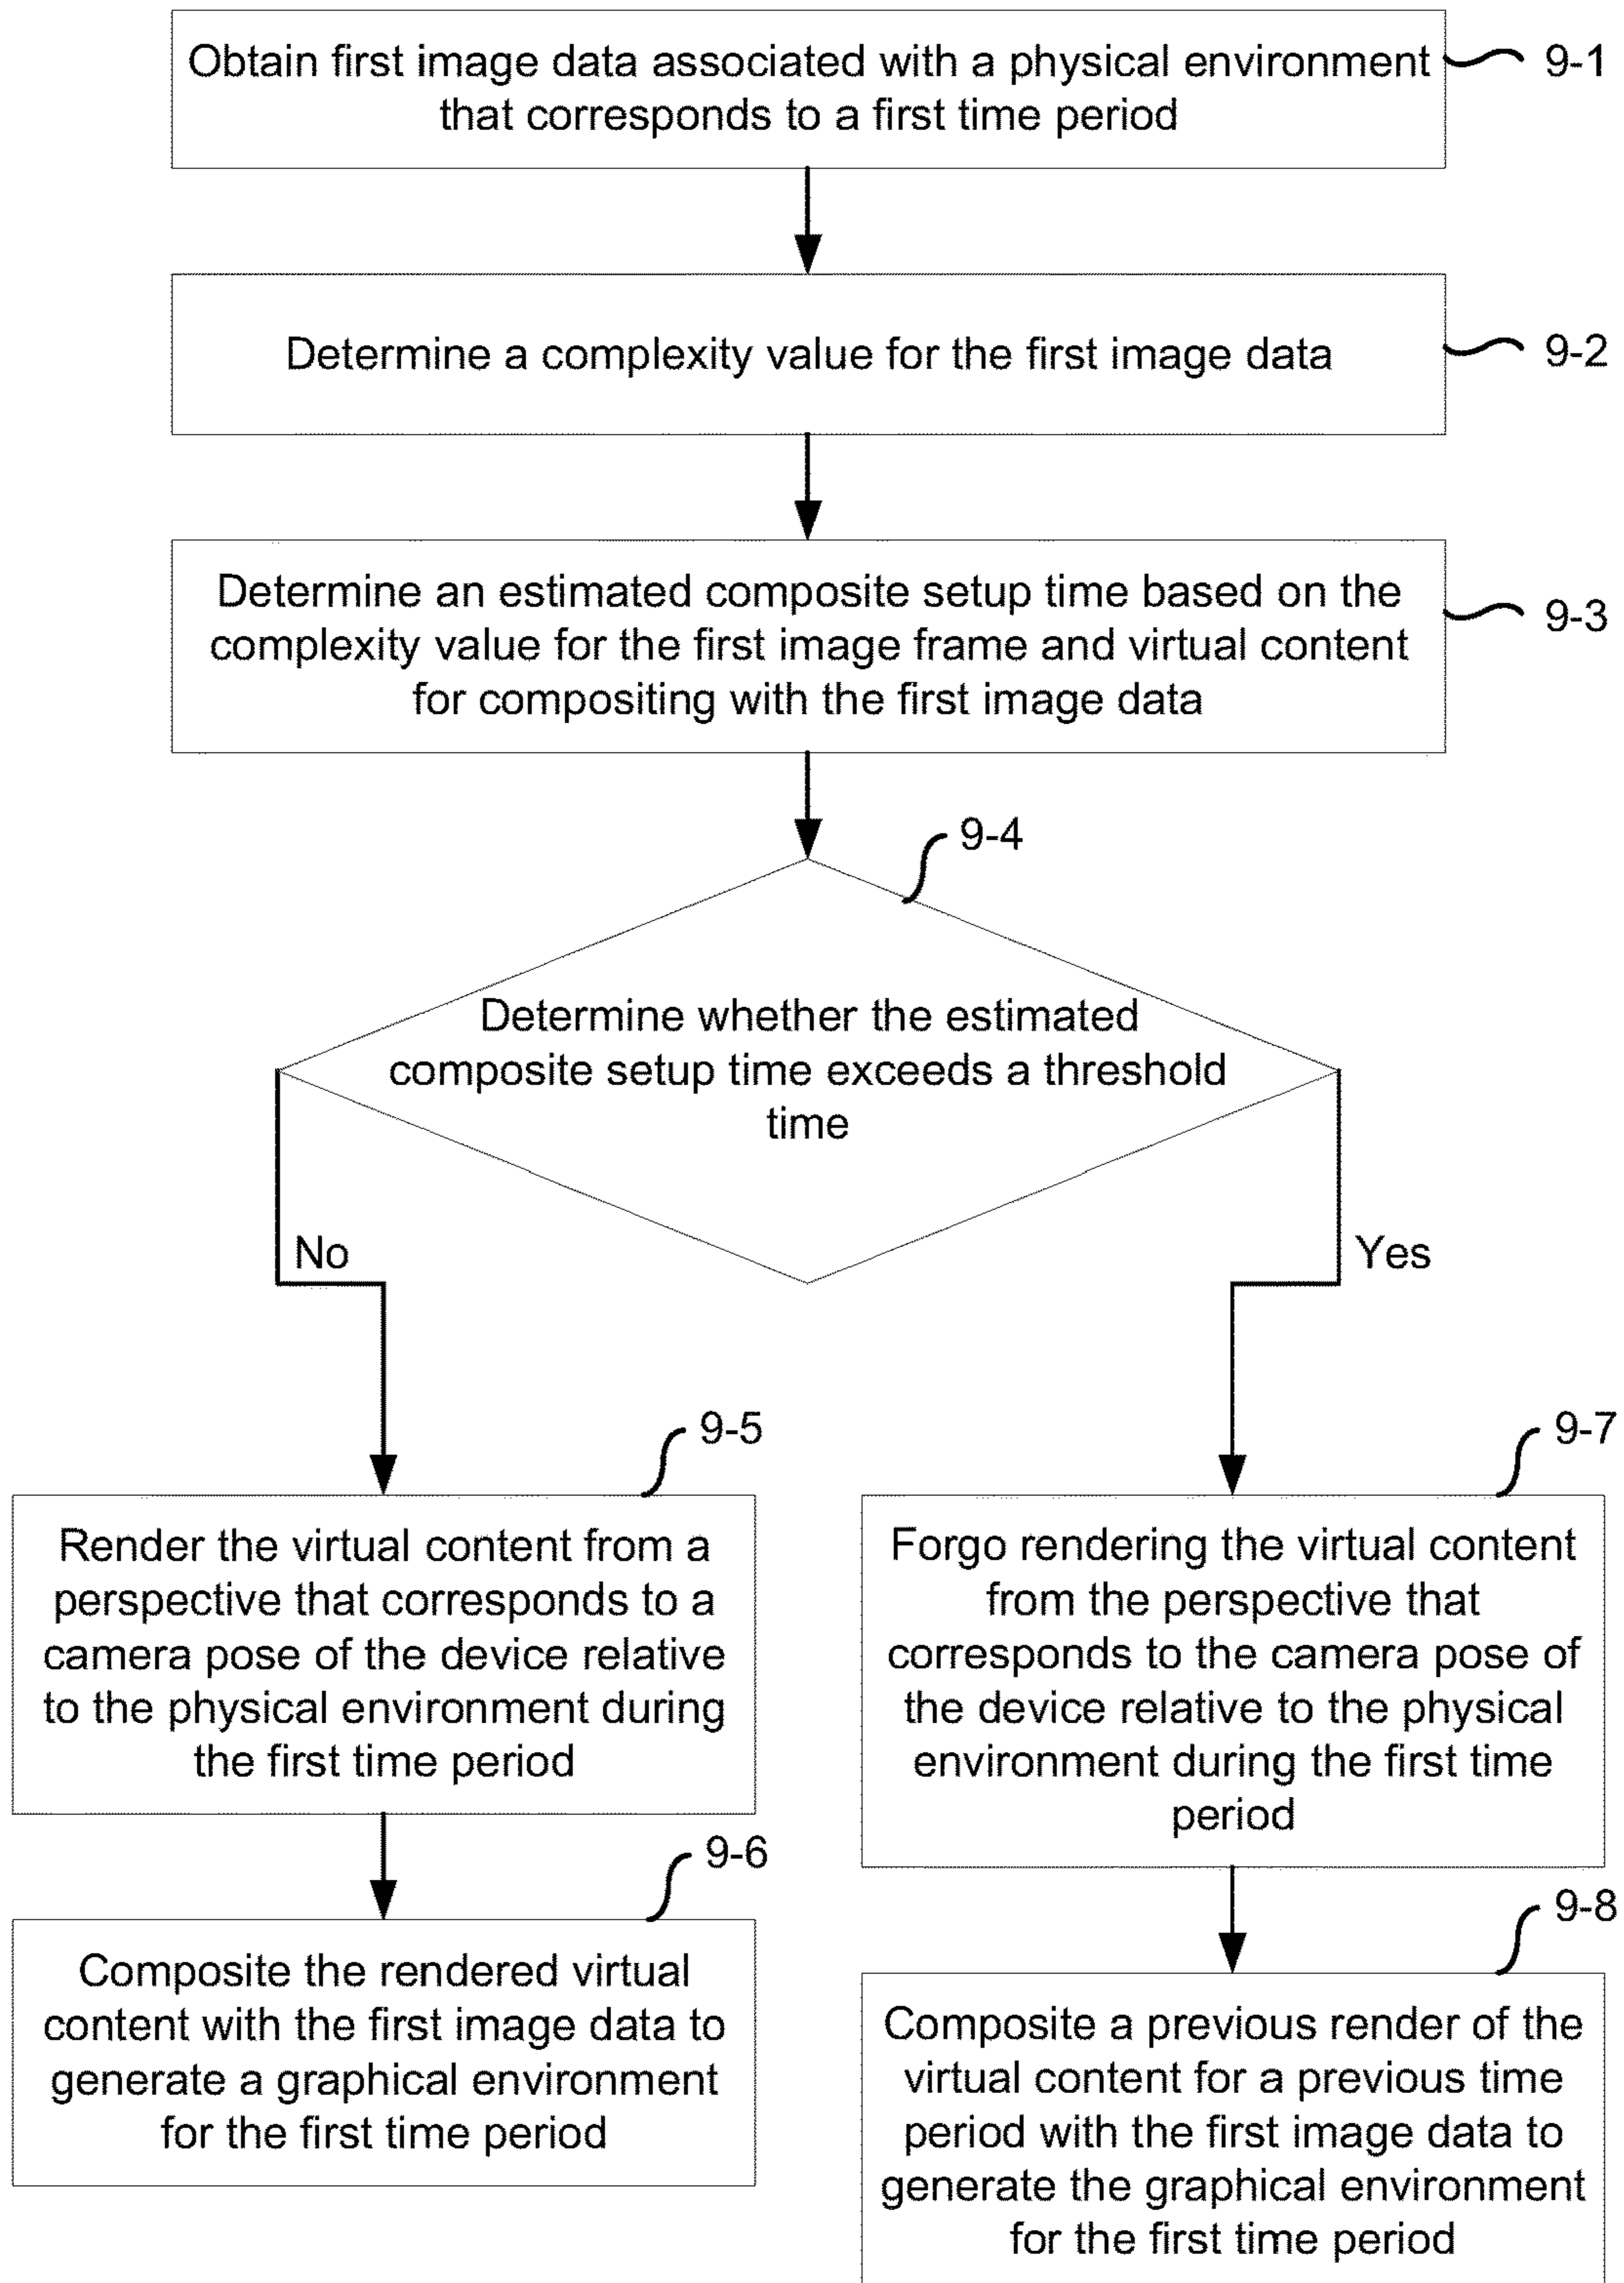 Obtain first image data associated with a physical environment
that corresponds to a first time period
9-1
Determine a complexity value for the first image data
9-2
Determine an estimated composite setup time based on the
complexity value for the first image frame and virtual content
for compositing with the first image data
9-3
9-4
Determine whether the estimated
composite setup time exceeds a threshold
time
No
Yes
9-5
Render the virtual content from a
perspective that corresponds to a
camera pose of the device relative
to the physical environment during
the first time period
9-6
Composite the rendered virtual
content with the first image data to
generate a graphical environment
for the first time period
9-7
Forgo rendering the virtual content
from the perspective that
corresponds to the camera pose of
the device relative to the physical
environment during the first time
period
9-8
Composite a previous render of the
virtual content for a previous time
period with the first image data to
generate the graphical environment
for the first time period